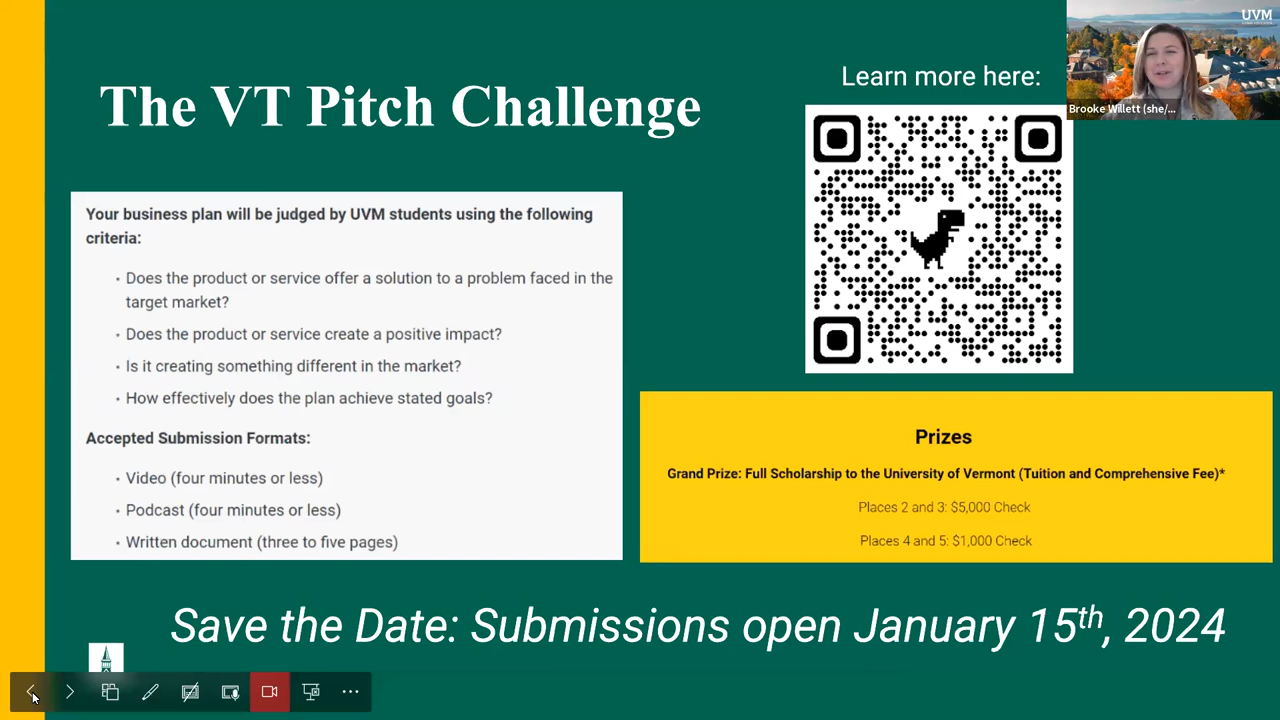 UVM
Learn more here:
Brooke Willett (she/...
The VT Pitch Challenge
Your business plan will be judged by UVM students using the following
criteria:
• Does the product or service offer a solution to a problem faced in the
target market?
• Does the product or service create a positive impact?
• Is it creating something different in the market?
• How effectively does the plan achieve stated goals?
Accepted Submission Formats:
• Video (four minutes or less)
• Podcast (four minutes or less)
• Written document (three to five pages)
Prizes
Grand Prize: Full Scholarship to the University of Vermont (Tuition and Comprehensive Fee)*
Places 2 and 3: $5,000 Check
Places 4 and 5: $1,000 Check
Save the Date: Submissions open January 15th, 2024